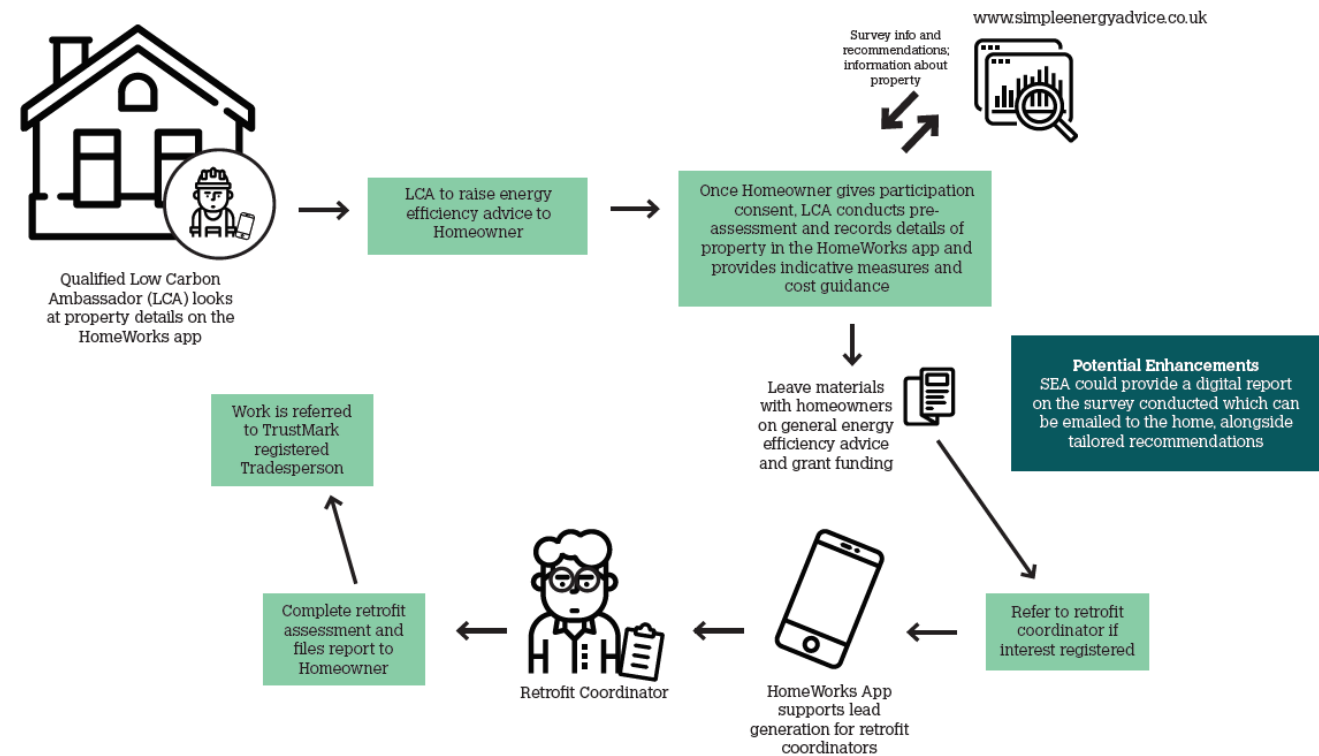 www.simpleenergyadvice.co.uk
Survey info and
recommendations;
information about
property
Qualified Low Carbon
Ambassador (LCA) looks
at property details on the
HomeWorks app
LCA to raise energy
efficiency advice to
Homeowner
Once Homeowner gives participation
consent, LCA conducts pre-
assessment and records details of
property in the HomeWorks app and
provides indicative measures and
cost guidance
Leave materials
with homeowners
on general energy
efficiency advice
and grant funding
Potential Enhancements
SEA could provide a digital report
on the survey conducted which can
be emailed to the home, alongside
tailored recommendations
Refer to retrofit
coordinator if
interest registered
HomeWorks App
supports lead
generation for retrofit
coordinators
Retrofit Coordinator
Complete retrofit
assessment and
files report to
Homeowner
Work is referred
to TrustMark
registered
Tradesperson